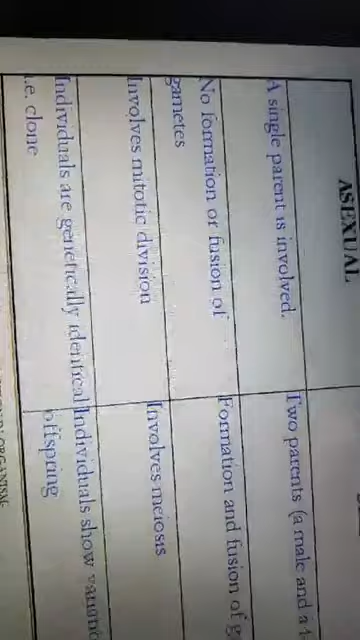 ASEXUAL
A single parent is involved.
Two parents (a male and a
No formation or fusion of
gametes
Formation and fusion of
Involves mitotic division
Involves meiosis
Individuals are genetically identical
i.e. clone
Individuals show
offspring